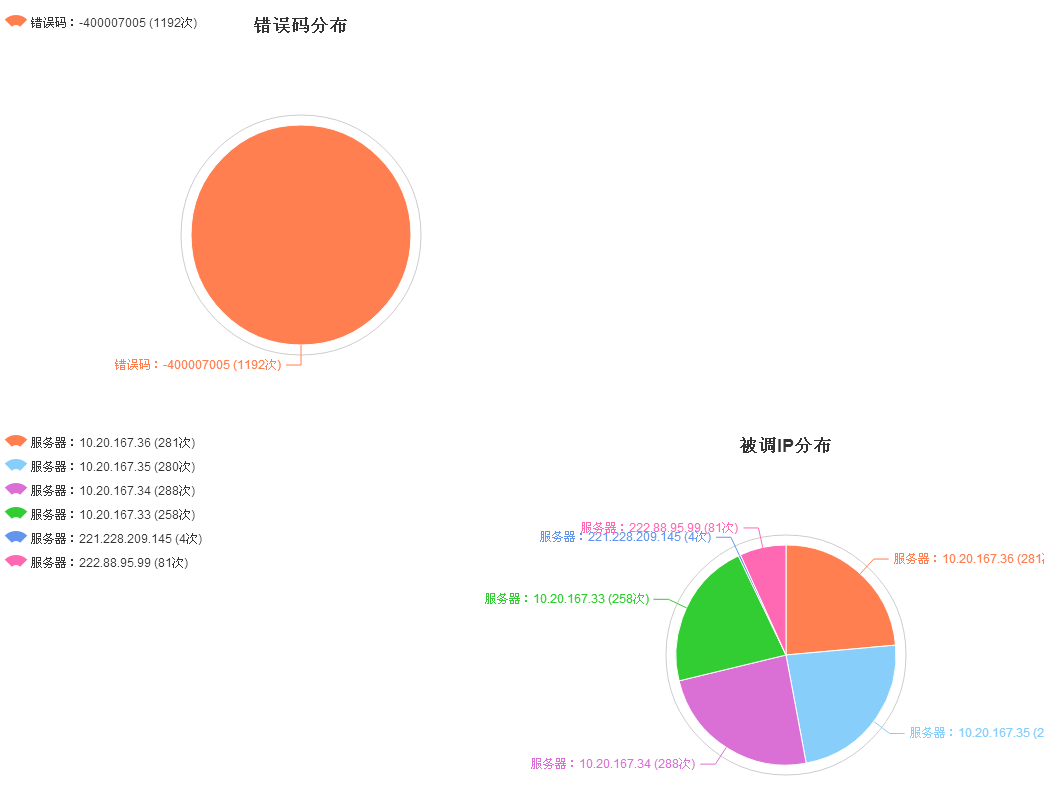 错误码：-400007005 (1192次)
错误码分布
错误码：-400007005 (1192次)
服务器：10.20.167.36 (281次)
服务器：10.20.167.35 (280次)
服务器：10.20.167.34 (288次)
服务器：10.20.167.33 (258次)
服务器：221.228.209.145 (4次)
服务器：222.88.95.99 (81次)
被调IP分布
服务器：222.88.95.99 (81次)
服务器：221.228.209.145 (4次)
服务器：10.20.167.36 (281
服务器：10.20.167.33 (258次)
服务器：10.20.167.35 (2
服务器：10.20.167.34 (288次)